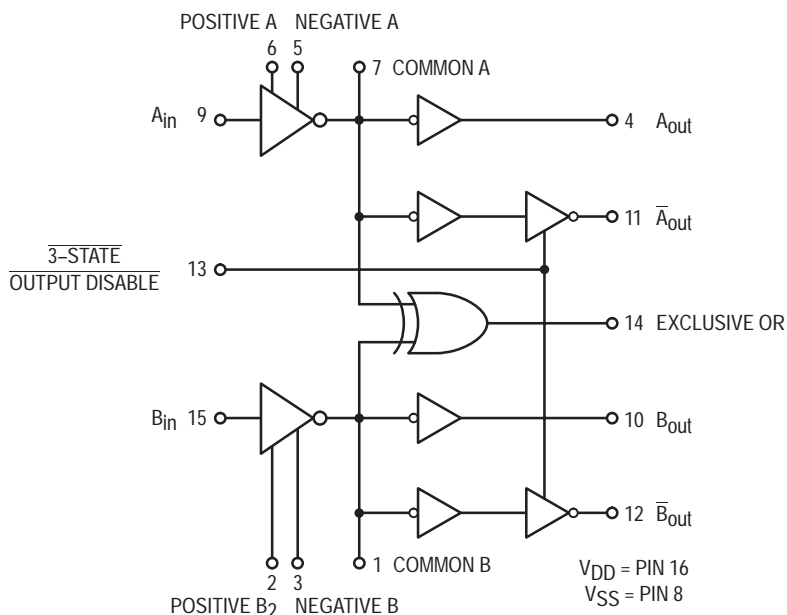 POSITIVE A NEGATIVE A
6 5
7 COMMON A
Ain 9
4 Aout
11 A̅out
3–STATE
OUTPUT DISABLE
13
14 EXCLUSIVE OR
Bin 15
10 Bout
12 B̅out
1 COMMON B
2 3
POSITIVE B2 NEGATIVE B
VDD = PIN 16
VSS = PIN 8